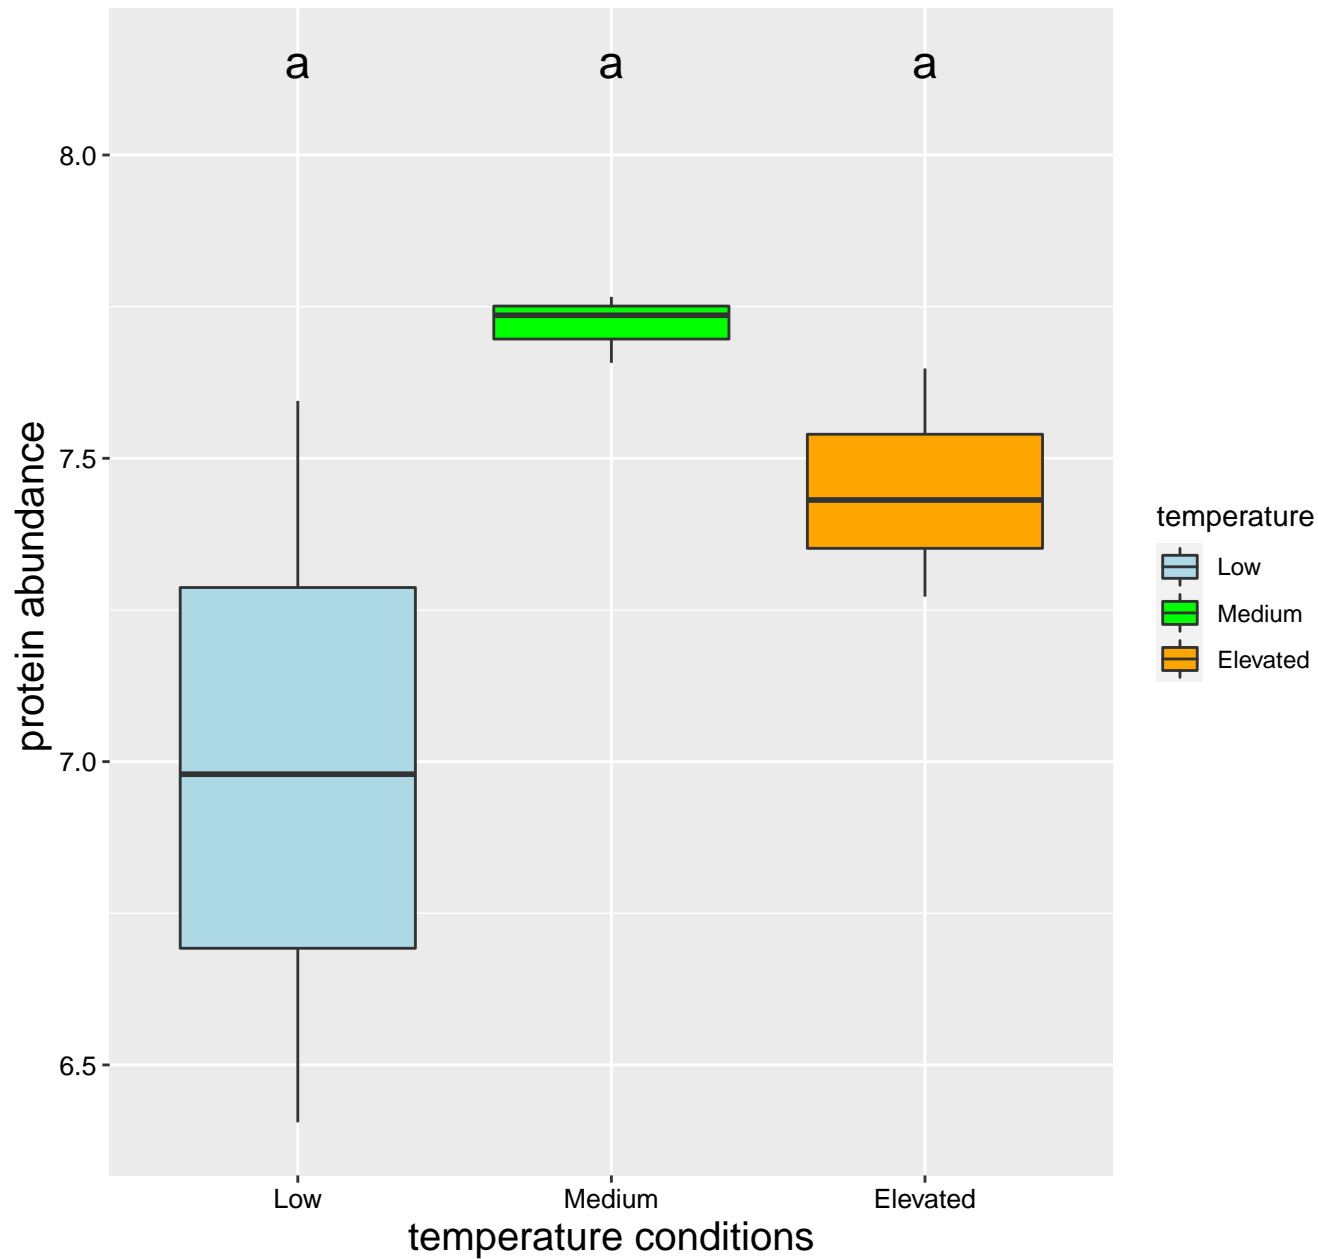 a a a
8.0
7.5
7.0
6.5
protein abundance
Low Medium Elevated
temperature conditions
temperature
Low
Medium
Elevated